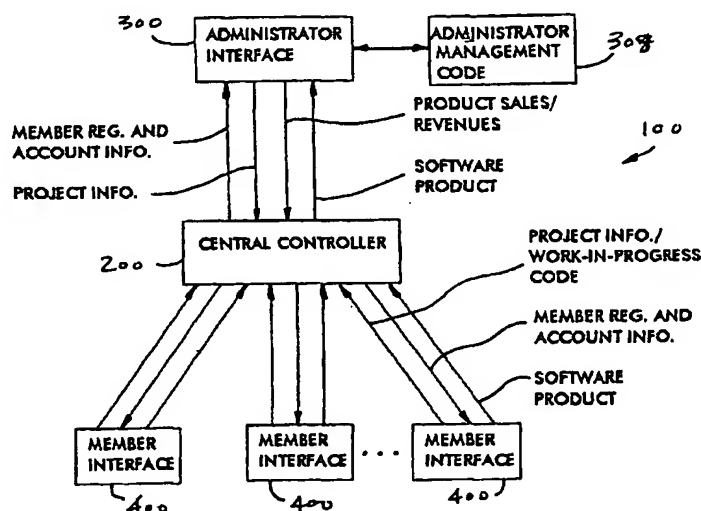 300
ADMINISTRATOR
INTERFACE
ADMINISTRATOR
MANAGEMENT
CODE
308
MEMBER REG. AND
ACCOUNT INFO.
PRODUCT SALES/
REVENUES
100
PROJECT INFO.
SOFTWARE
PRODUCT
200
CENTRAL CONTROLLER
PROJECT INFO./
WORK-IN-PROGRESS
CODE
MEMBER REG. AND
ACCOUNT INFO.
SOFTWARE
PRODUCT
MEMBER
INTERFACE
MEMBER
INTERFACE
...
MEMBER
INTERFACE
400
400
400